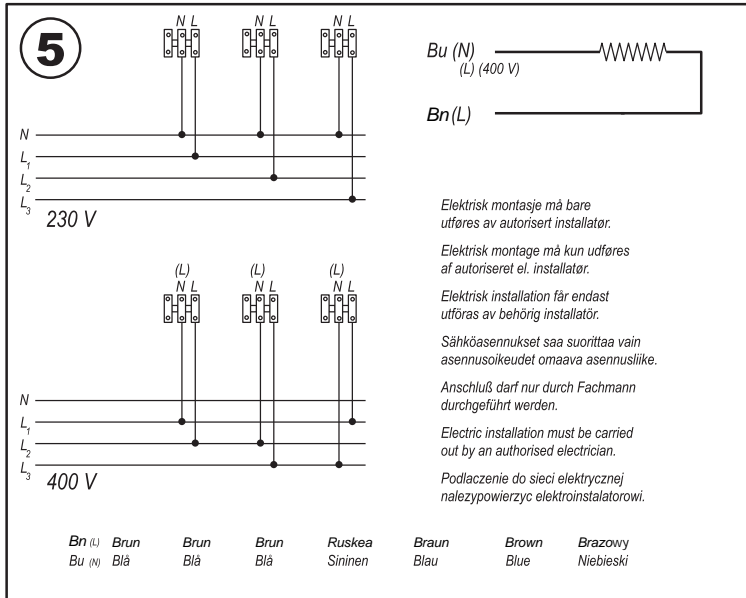 5
N L N L N L
N
L1
L2
L3
230 V
(L) (L) (L)
N L N L N L
N
L1
L2
L3
400 V
Bu (N)
(L) (400 V)
Bn (L)
Elektrisk montasje må bare
utføres av autorisert installatør.
Elektrisk montage må kun udføres
af autoriseret el. installatør.
Elektrisk installation får endast
utföras av behörig installatör.
Sähköasennukset saa suorittaa vain
asennusoikeudet omaava asennusliike.
Anschluß darf nur durch Fachmann
durchgeführt werden.
Electric installation must be carried
out by an authorised electrician.
Podlaczenie do sieci elektrycznej
nalezypowierzyc elektroinstalatorowi.
Bn (L) Brun Brun Brun Ruskea Braun Brown Brazowy
Bu (N) Blå Blå Blå Sininen Blau Blue Niebieski